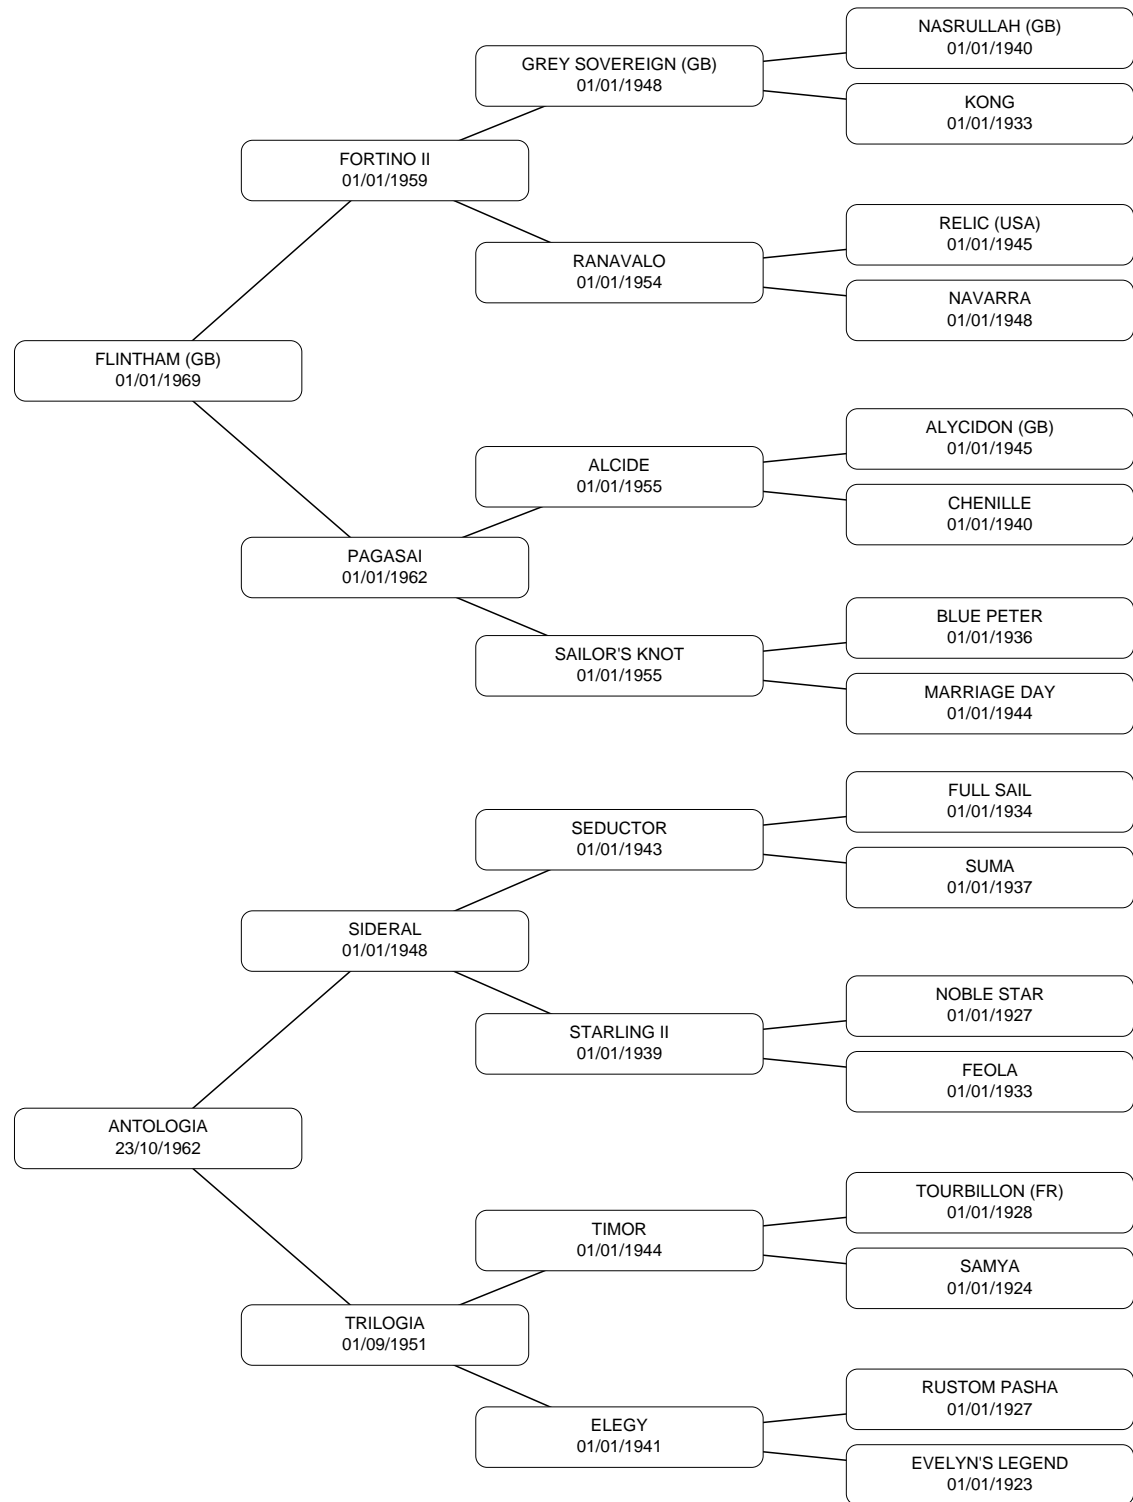 NASRULLAH (GB)
01/01/1940
GREY SOVEREIGN (GB)
01/01/1948
KONG
01/01/1933
FORTINO II
01/01/1959
RELIC (USA)
01/01/1945
RANAVALO
01/01/1954
NAVARRA
01/01/1948
FLINTHAM (GB)
01/01/1969
ALYCIDON (GB)
01/01/1945
ALCIDE
01/01/1955
CHENILLE
01/01/1940
PAGASAI
01/01/1962
BLUE PETER
01/01/1936
SAILOR'S KNOT
01/01/1955
MARRIAGE DAY
01/01/1944
FULL SAIL
01/01/1934
SEDUCTOR
01/01/1943
SUMA
01/01/1937
SIDERAL
01/01/1948
NOBLE STAR
01/01/1927
STARLING II
01/01/1939
FEOLA
01/01/1933
ANTOLOGIA
23/10/1962
TOURBILLON (FR)
01/01/1928
TIMOR
01/01/1944
SAMYA
01/01/1924
TRILOGIA
01/09/1951
RUSTOM PASHA
01/01/1927
ELEGY
01/01/1941
EVELYN'S LEGEND
01/01/1923